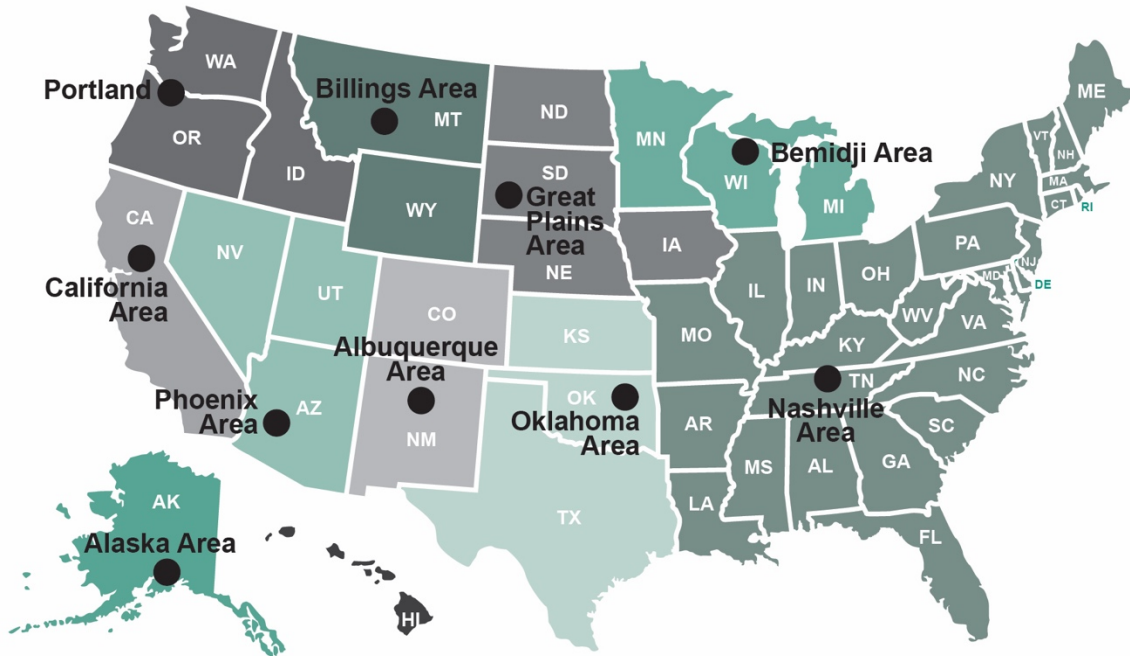 WA
Portland
OR
ID
Billings Area
MT
WY
ND
SD
Great
Plains
Area
NE
MN
WI
Bemidji Area
MI
IA
CA
California
Area
NV
UT
CO
Albuquerque
Area
NM
Phoenix
Area
AZ
KS
OK
Oklahoma
Area
TX
MO
AR
LA
IL
IN
OH
KY
TN
Nashville
Area
MS
AL
GA
FL
SC
NC
VA
WV
PA
NY
VT
NH
ME
MA
CT
RI
NJ
MD
DE
AK
Alaska Area
HI